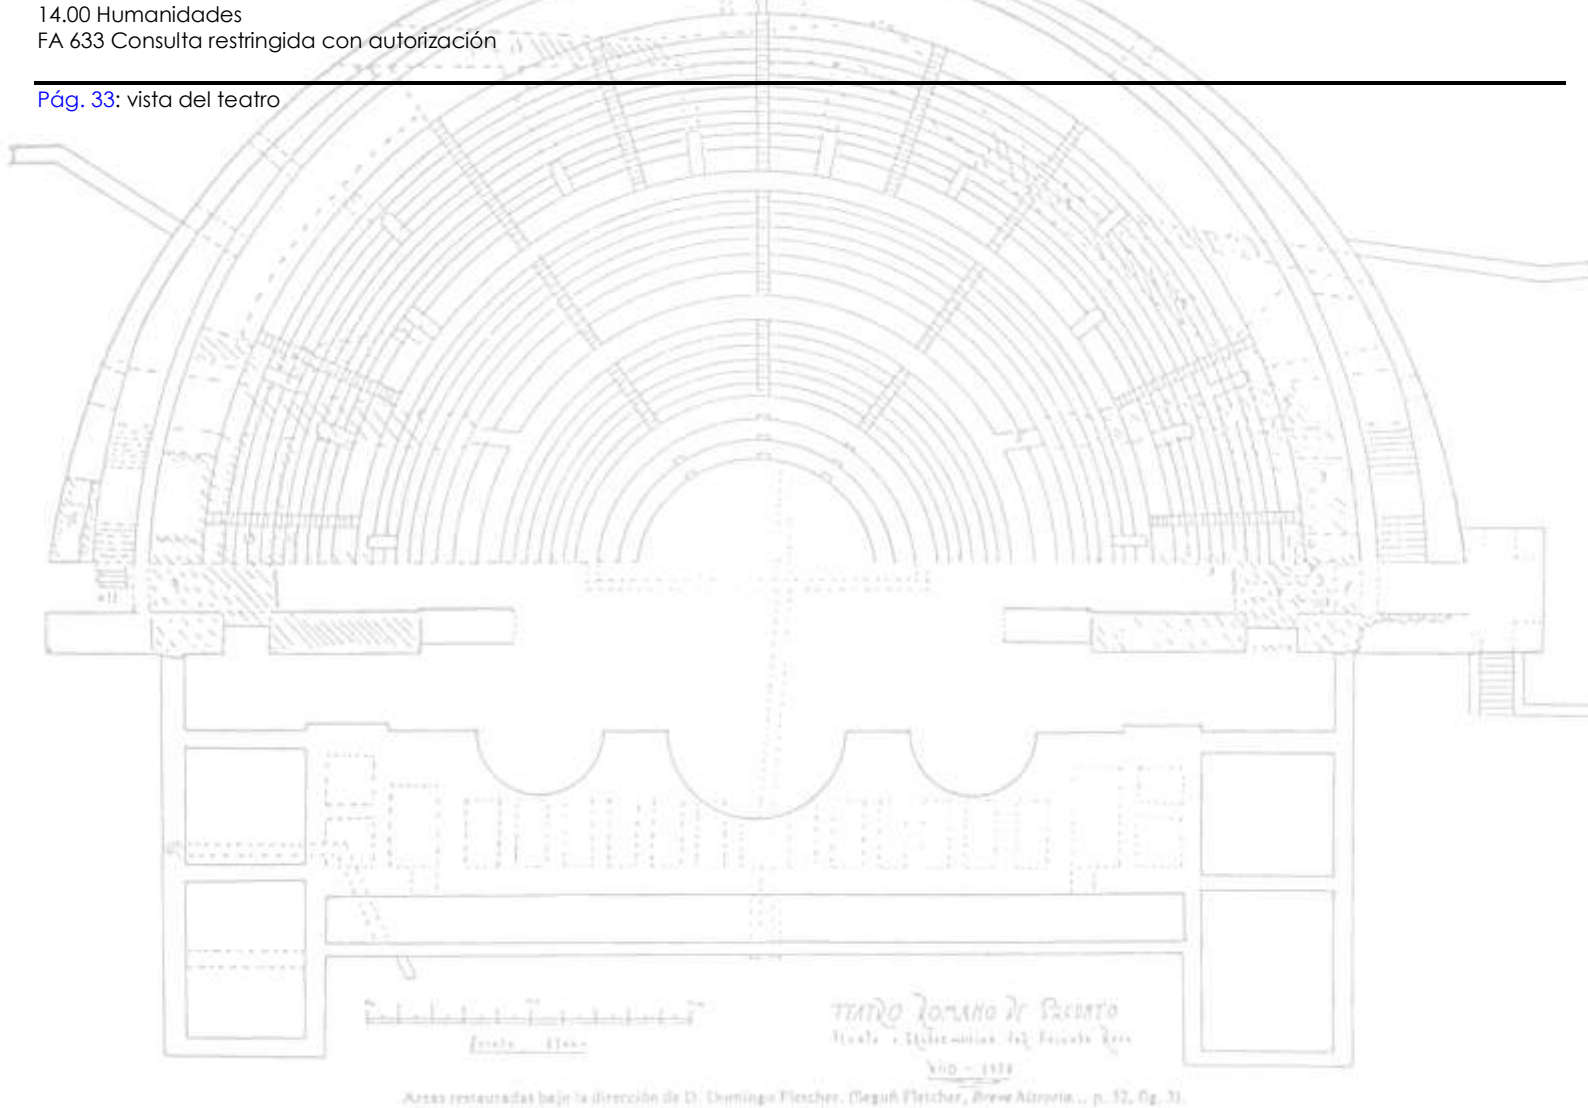 14.00 Humanidades
FA 633 Consulta restringida con autorización
Pág. 33: vista del teatro
TEATRO ROMANO DE SAGUNTO
Areas restauradas bajo la dirección de D. Domingo Fletcher. (Según Fletcher, Breve historia... p. 12, fig. 3).